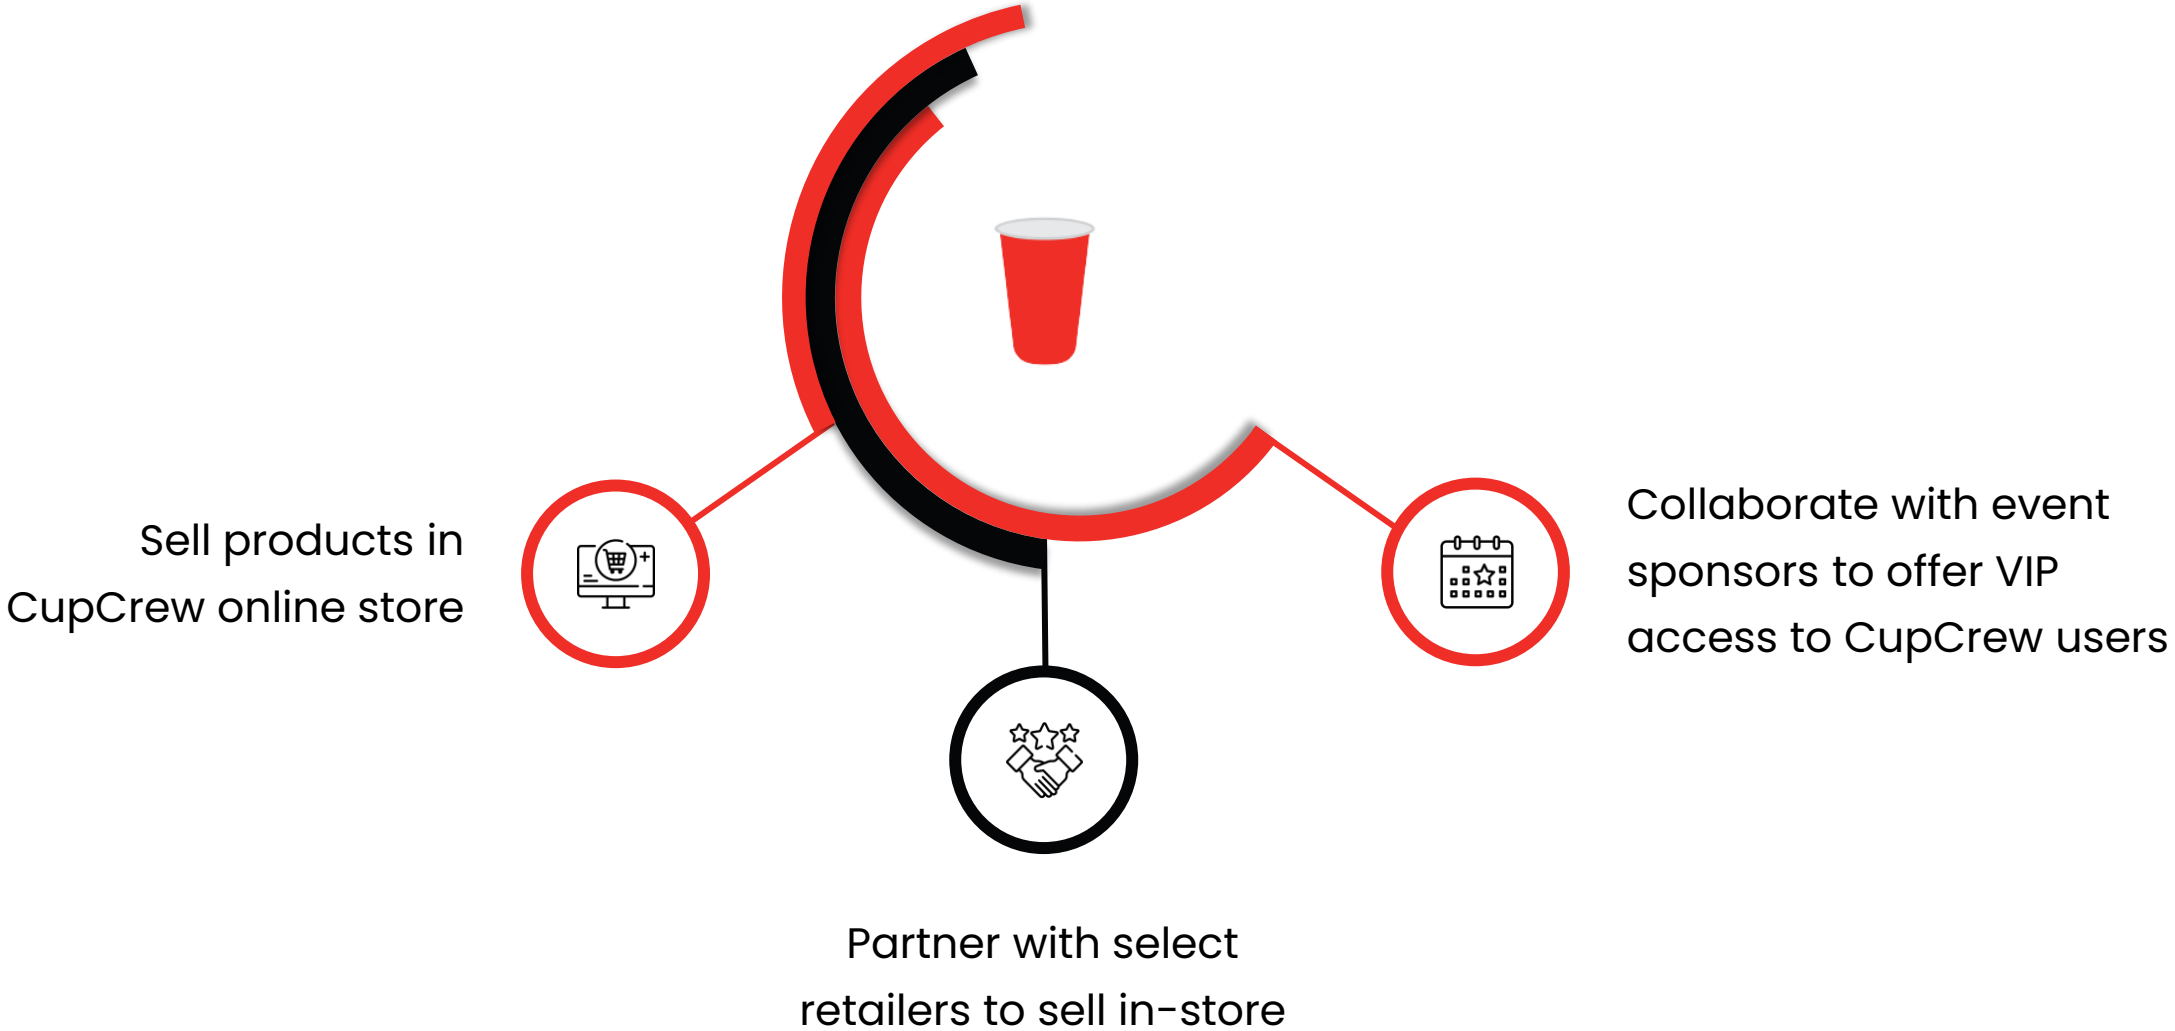 Sell products in
CupCrew online store
Partner with select
retailers to sell in-store
Collaborate with event
sponsors to offer VIP
access to CupCrew users